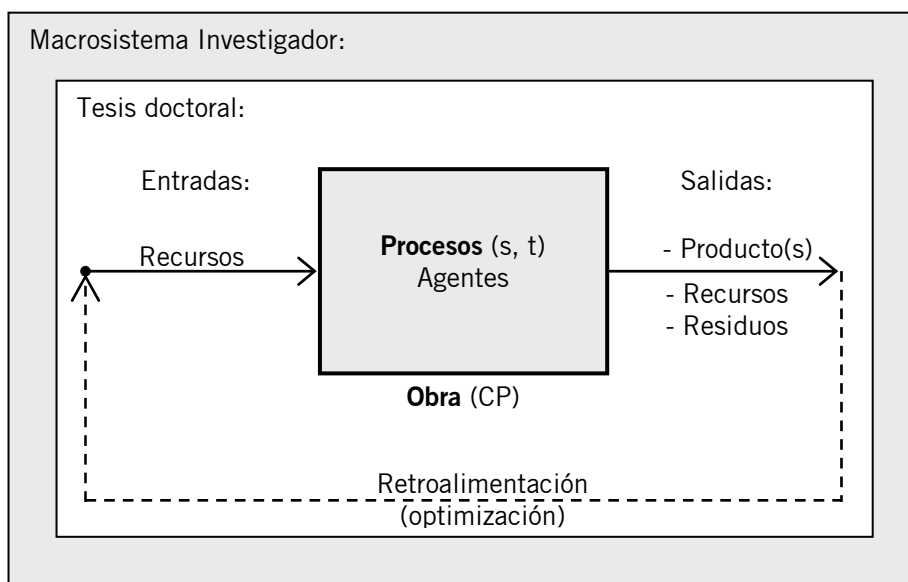 Macrosistema Investigador:
Tesis doctoral:
Entradas:
Salidas:
Recursos
Procesos (s, t)
Agentes
- Producto(s)
- Recursos
- Residuos
Obra (CP)
Retroalimentación
(optimización)